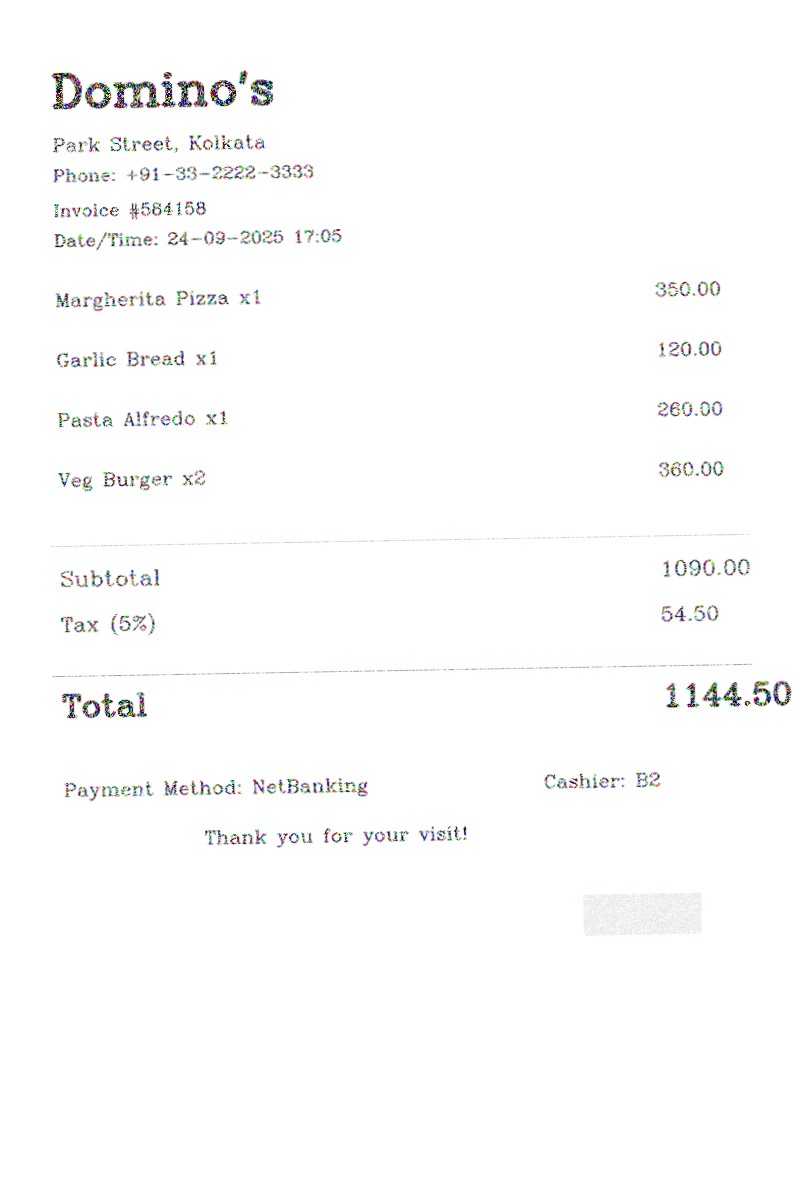 Domino's
Park Street, Kolkata
Phone: +91-33-2222-3333
Invoice #564158
Date/Time: 24-09-2025 17:05
Margherita Pizza x1 350.00
Garlic Bread x1 120.00
Pasta Alfredo x1 260.00
Veg Burger x2 360.00
Subtotal 1090.00
Tax (5%) 54.50
Total 1144.50
Payment Method: NetBanking Cashier: B2
Thank you for your visit!